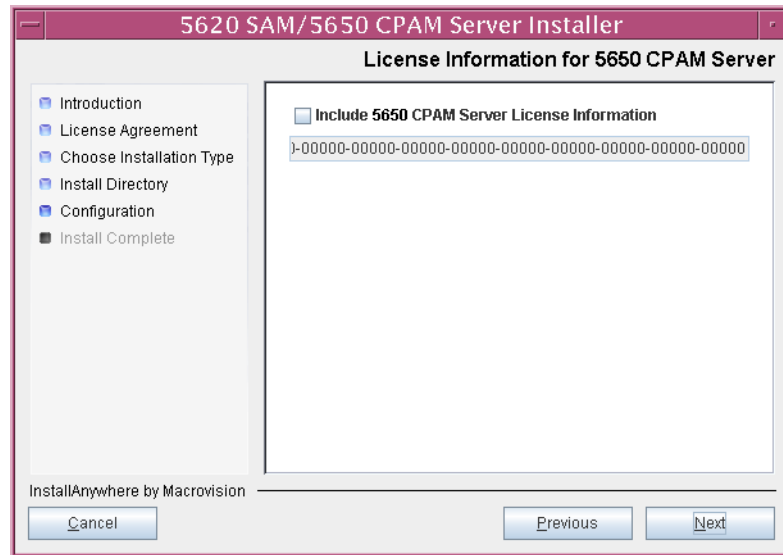 5620 SAM/5650 CPAM Server Installer
License Information for 5650 CPAM Server
Introduction
License Agreement
Choose Installation Type
Install Directory
Configuration
Install Complete
Include 5650 CPAM Server License Information
)-00000-00000-00000-00000-00000-00000-00000-00000-00000
InstallAnywhere by Macrovision
Cancel
Previous
Next